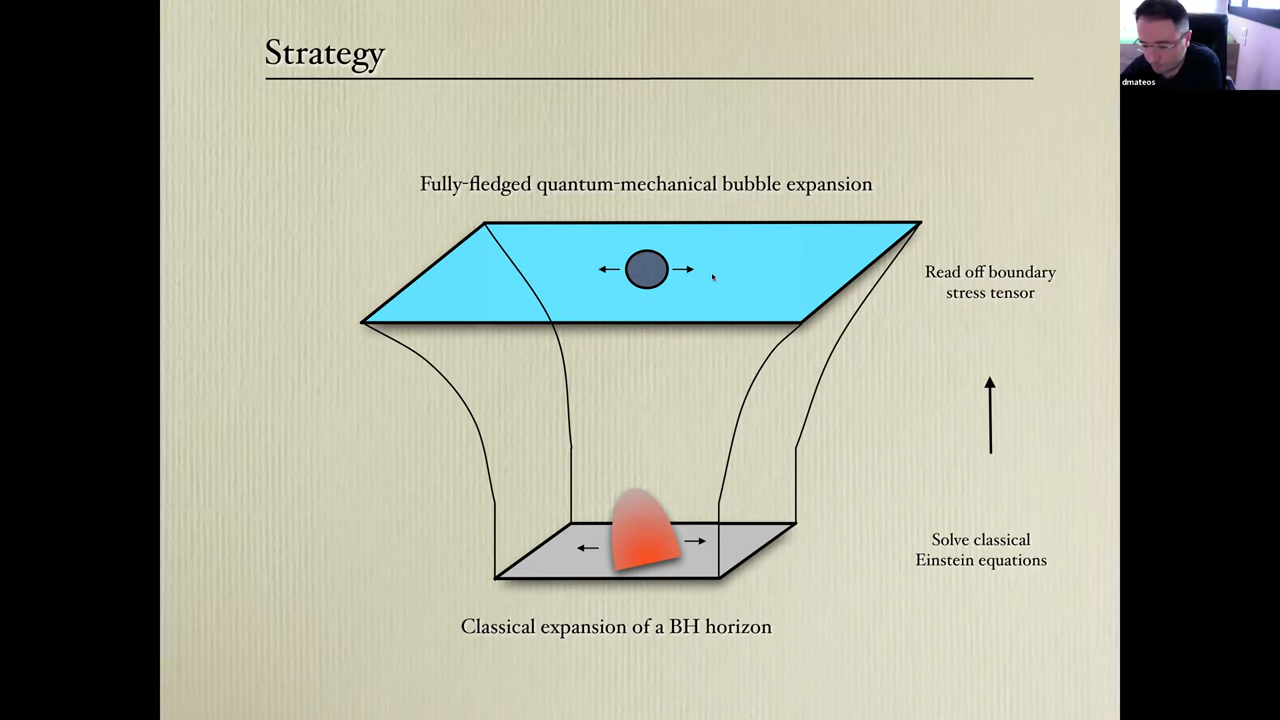 Strategy
dmateos
Fully-fledged quantum-mechanical bubble expansion
Read off boundary
stress tensor
Solve classical
Einstein equations
Classical expansion of a BH horizon